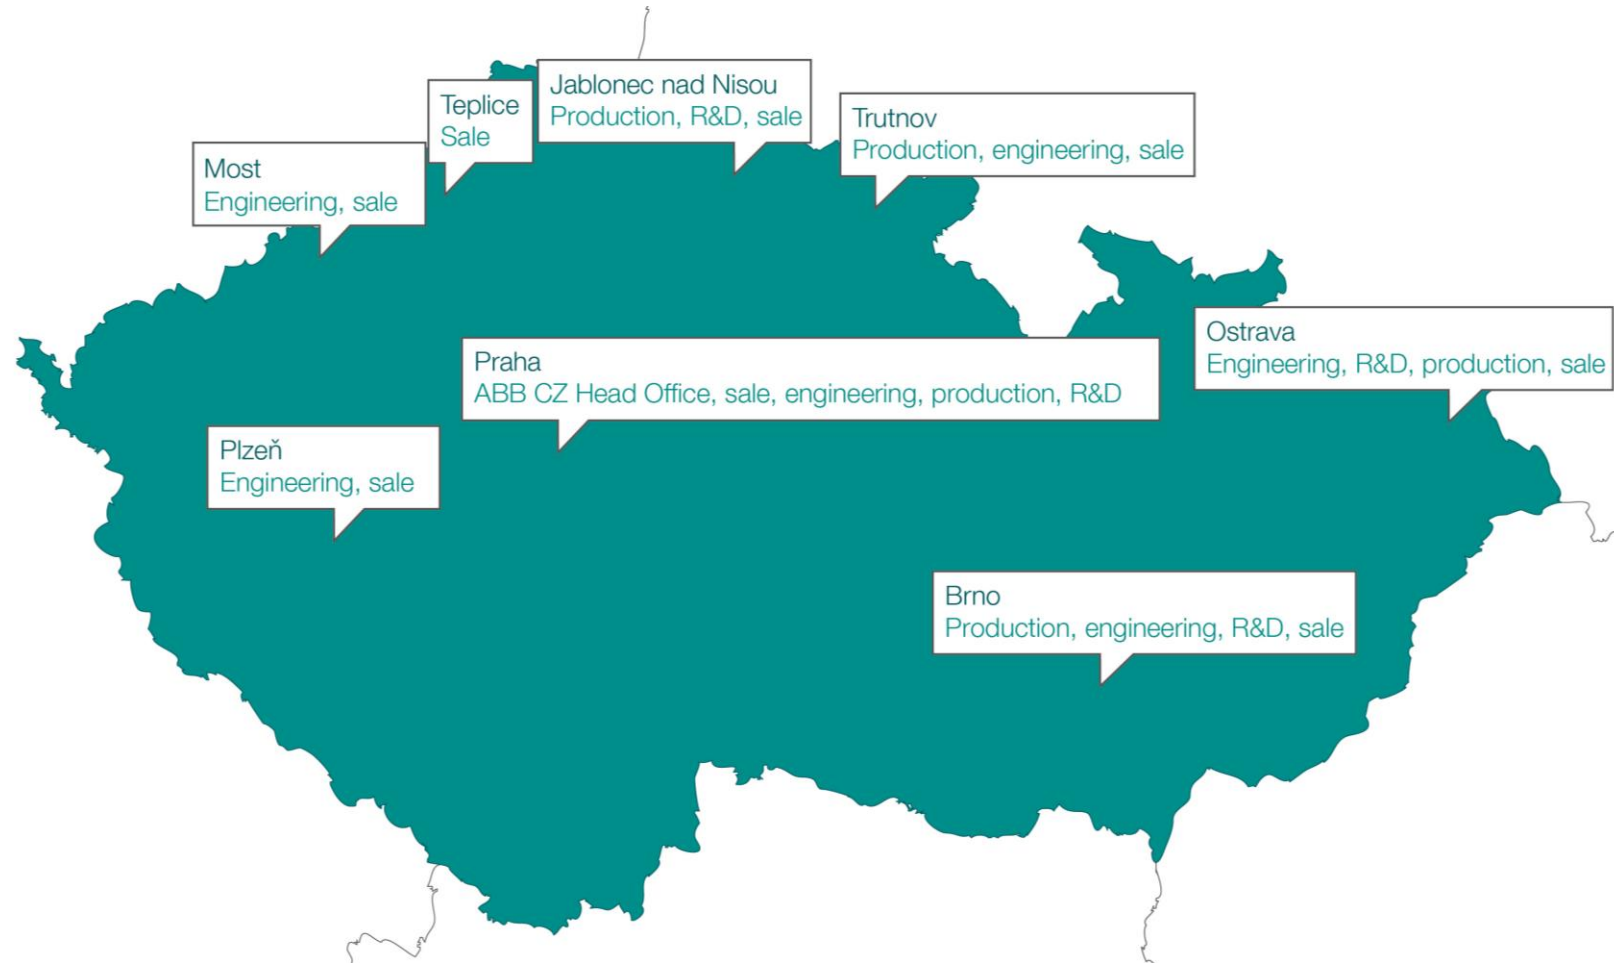 Jablonec nad Nisou
Production, R&D, sale
Teplice
Sale
Trutnov
Production, engineering, sale
Most
Engineering, sale
Ostrava
Engineering, R&D, production, sale
Praha
ABB CZ Head Office, sale, engineering, production, R&D
Plzeň
Engineering, sale
Brno
Production, engineering, R&D, sale